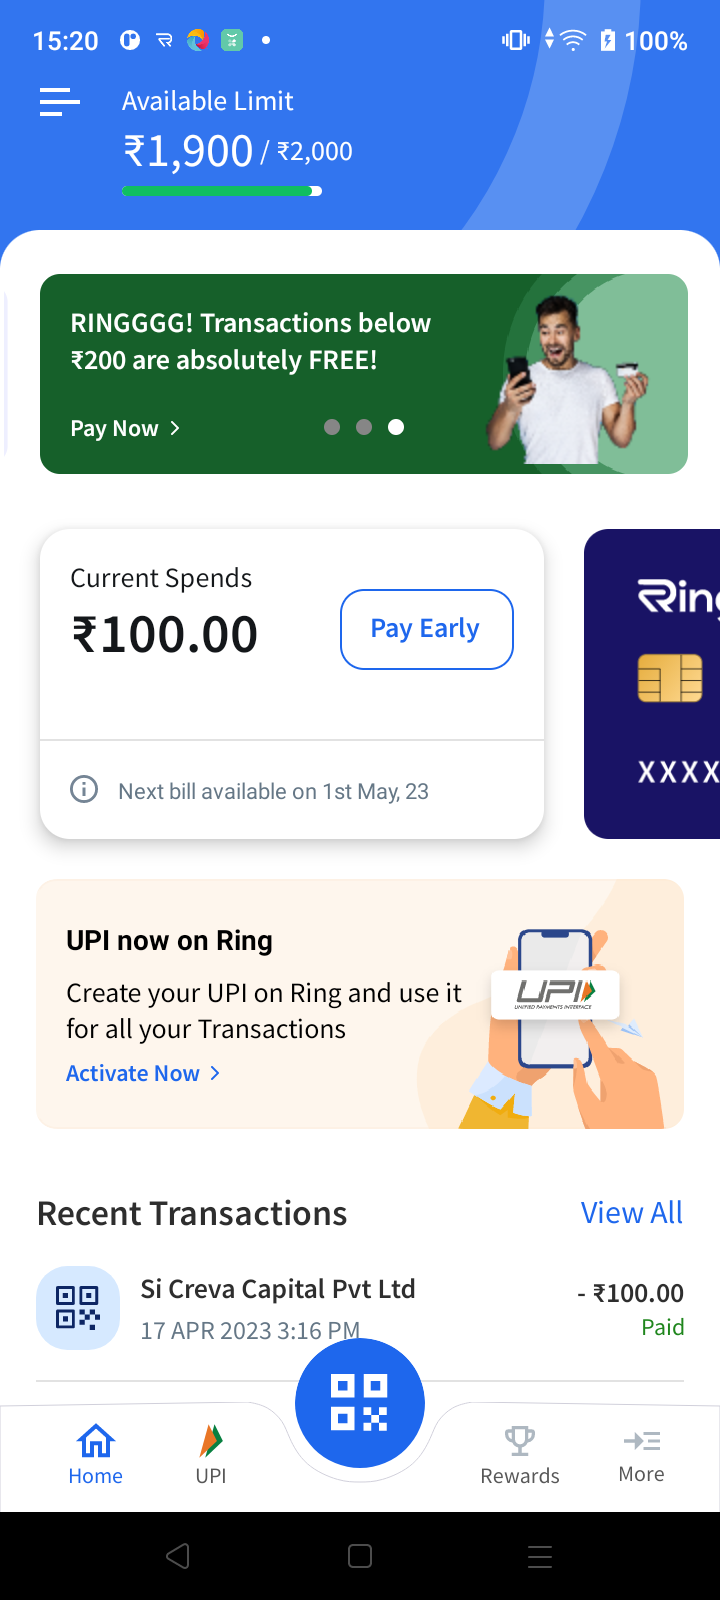 15:20
100%
Available Limit
₹1,900 / ₹2,000
RINGGGG! Transactions below
₹200 are absolutely FREE!
Pay Now
Current Spends
₹100.00
Pay Early
Next bill available on 1st May, 23
Ring
XXXX
UPI now on Ring
Create your UPI on Ring and use it
for all your Transactions
Activate Now
UPI
UNIFIED PAYMENTS INTERFACE
Recent Transactions
View All
Si Creva Capital Pvt Ltd
- ₹100.00
17 APR 2023 3:16 PM
Paid
Home
UPI
Rewards
More